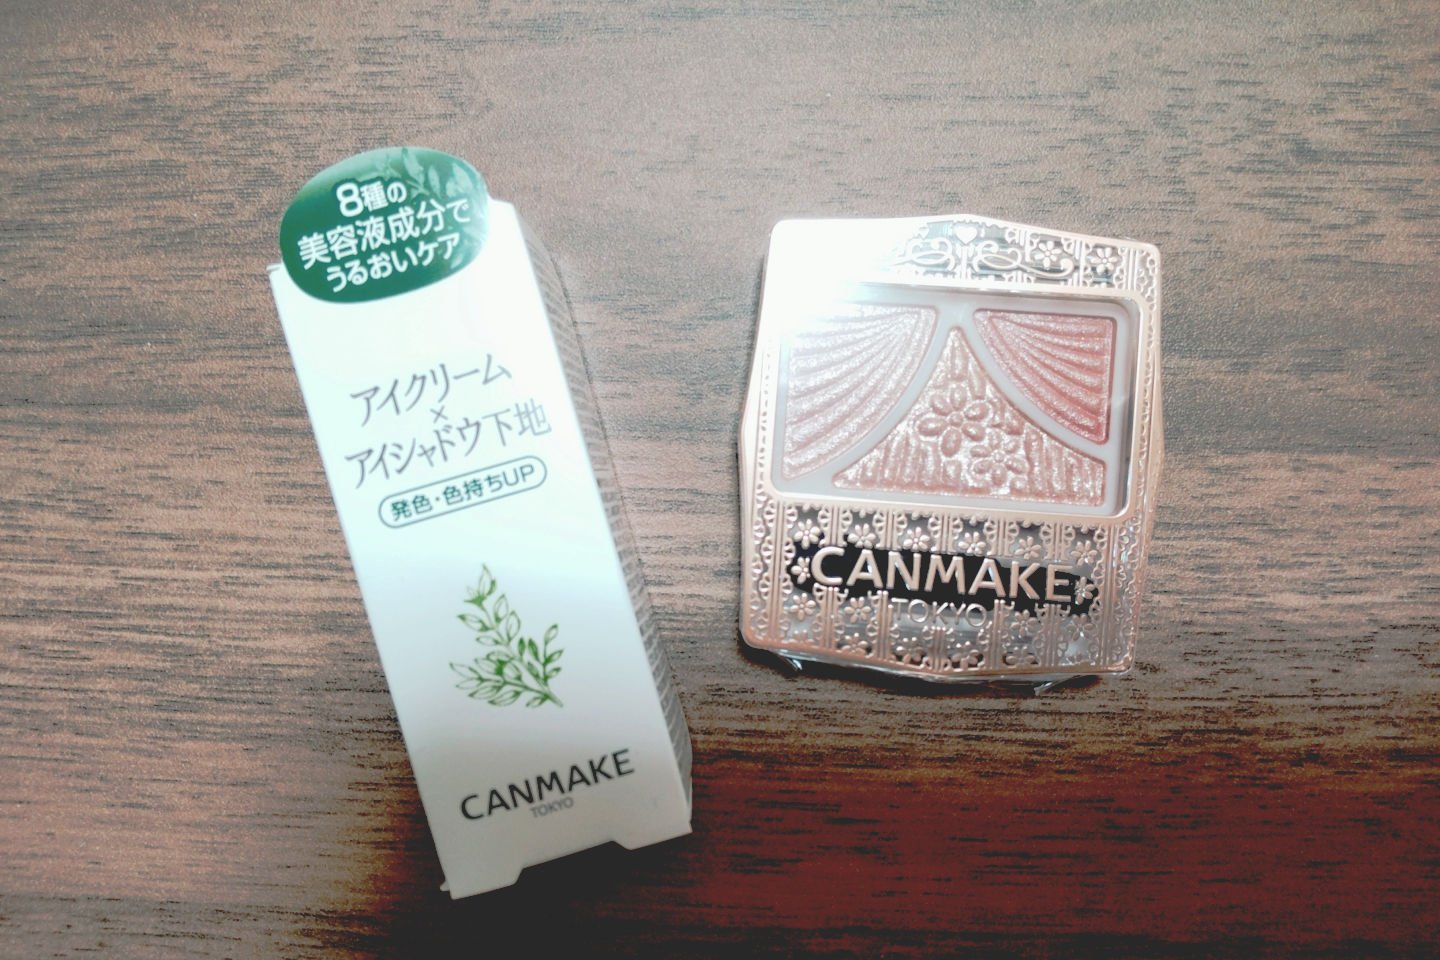 8種の
美容液成分で
うるおいケア
アイクリーム
×
アイシャドウ下地
発色・色持ちUP
CANMAKE
TOKYO
CANMAKE
TOKYO